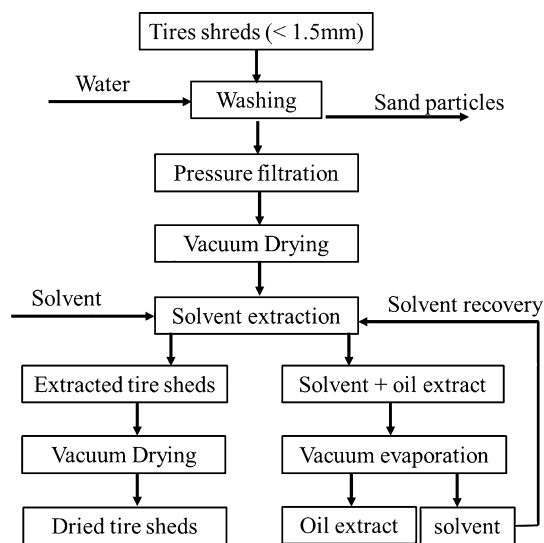 Tires shreds (< 1.5mm)
Water
Washing
Sand particles
Pressure filtration
Vacuum Drying
Solvent
Solvent recovery
Solvent extraction
Extracted tire sheds
Solvent + oil extract
Vacuum Drying
Vacuum evaporation
Dried tire sheds
Oil extract
solvent